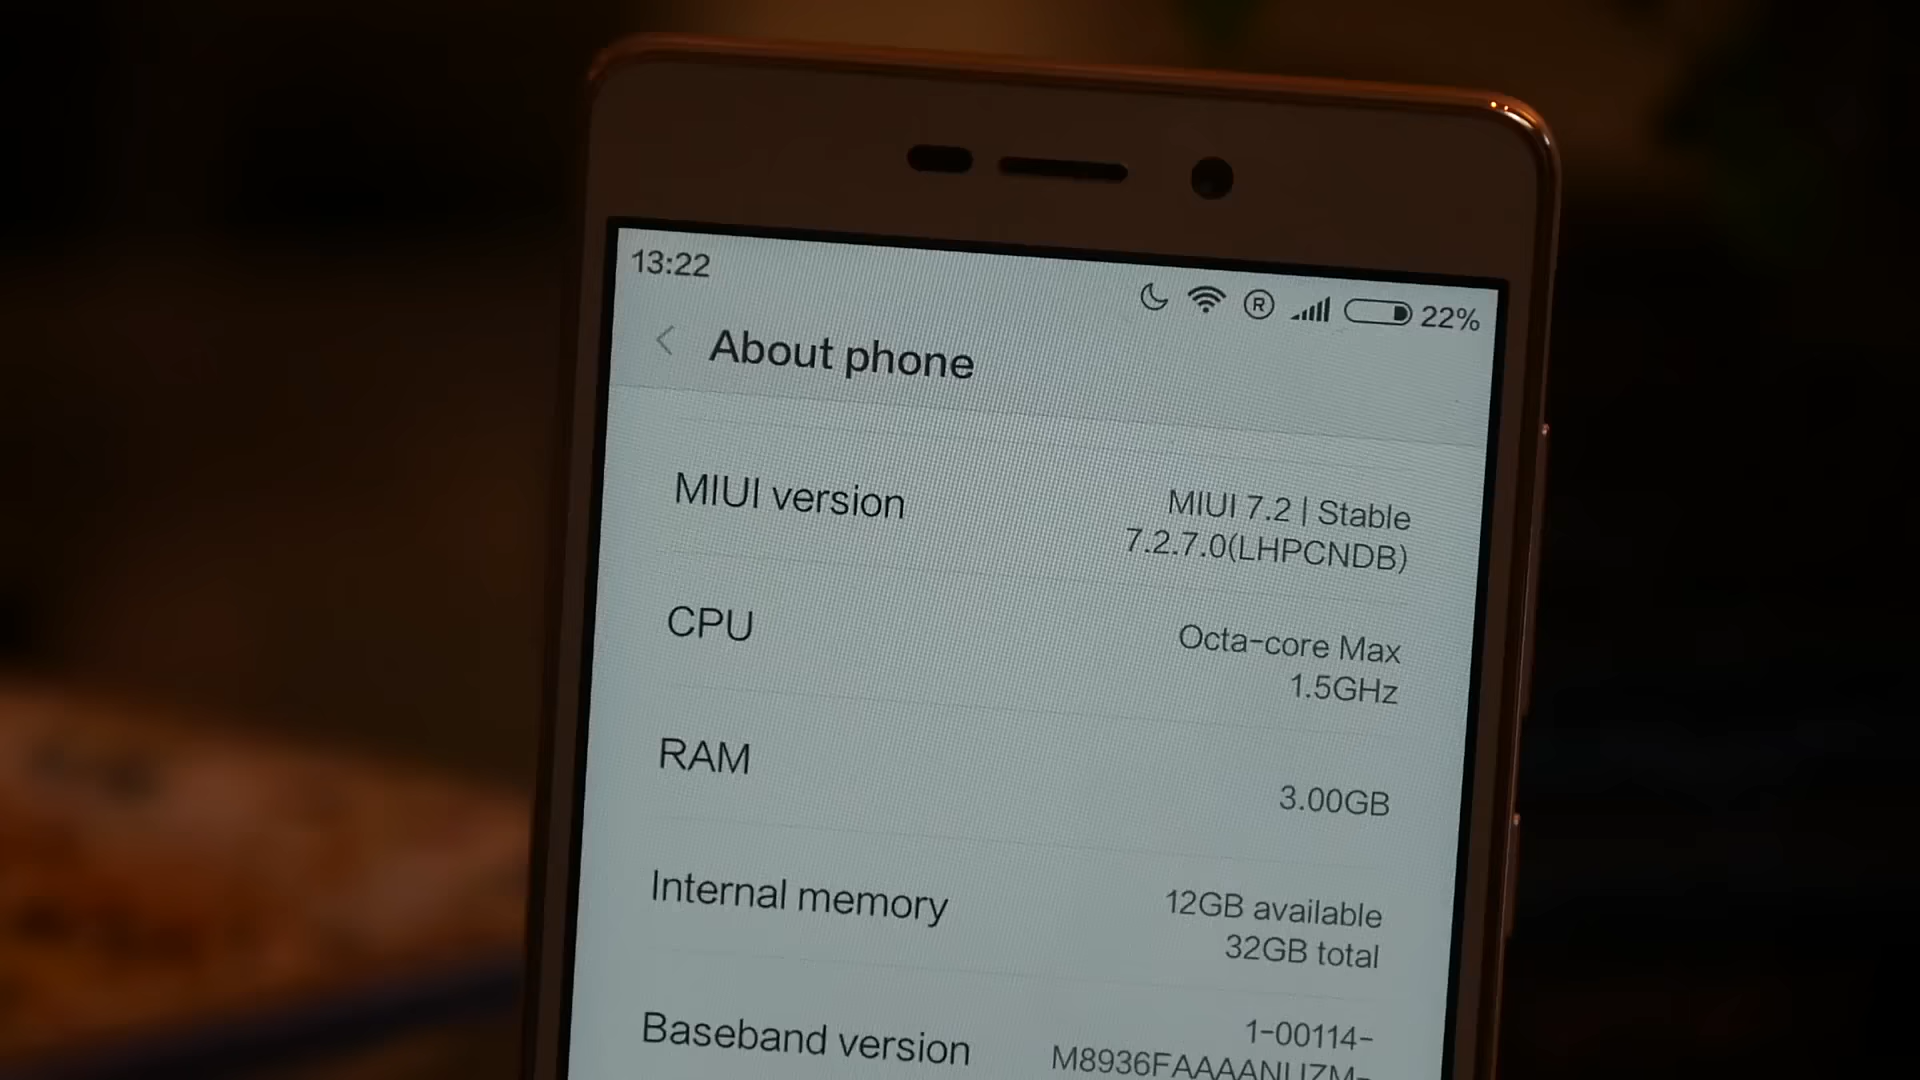 13:22
R 22%
About phone
MIUI version
MIUI 7.2 | Stable
7.2.7.0(LHPCNDB)
CPU
Octa-core Max
1.5GHz
RAM
3.00GB
Internal memory
12GB available
32GB total
Baseband version
1-00114-
M8936FAAAANUZM-